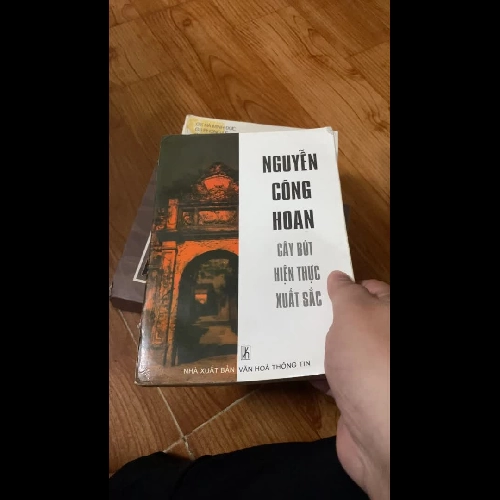 NGUYỄN
CÔNG
HOAN
CÂY BÚT
HIỆN THỰC
XUẤT SẮC
NHÀ XUẤT BẢN VĂN HOÁ THÔNG TIN